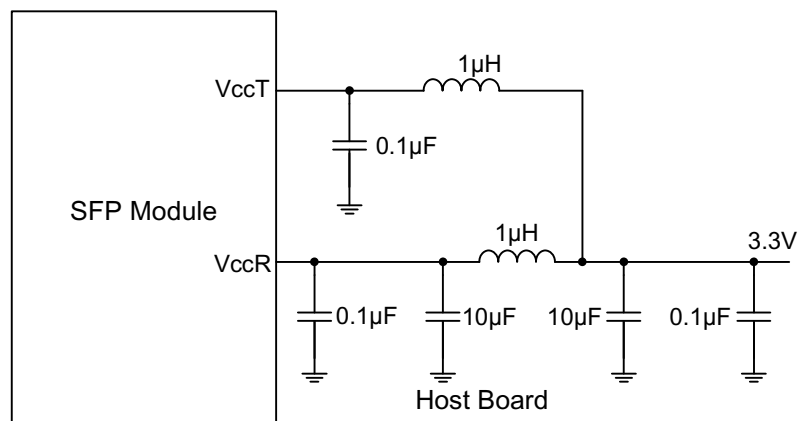 1µH
VccT
0.1µF
SFP Module
1µH
3.3V
VccR
0.1µF
10µF
10µF
0.1µF
Host Board